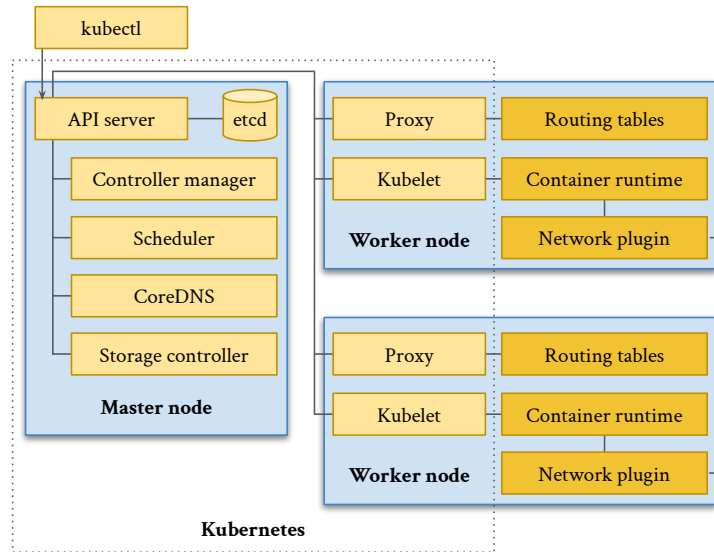 kubectl
API server
etcd
Controller manager
Scheduler
CoreDNS
Storage controller
Master node
Proxy
Routing tables
Kubelet
Container runtime
Worker node
Network plugin
Proxy
Routing tables
Kubelet
Container runtime
Worker node
Network plugin
Kubernetes